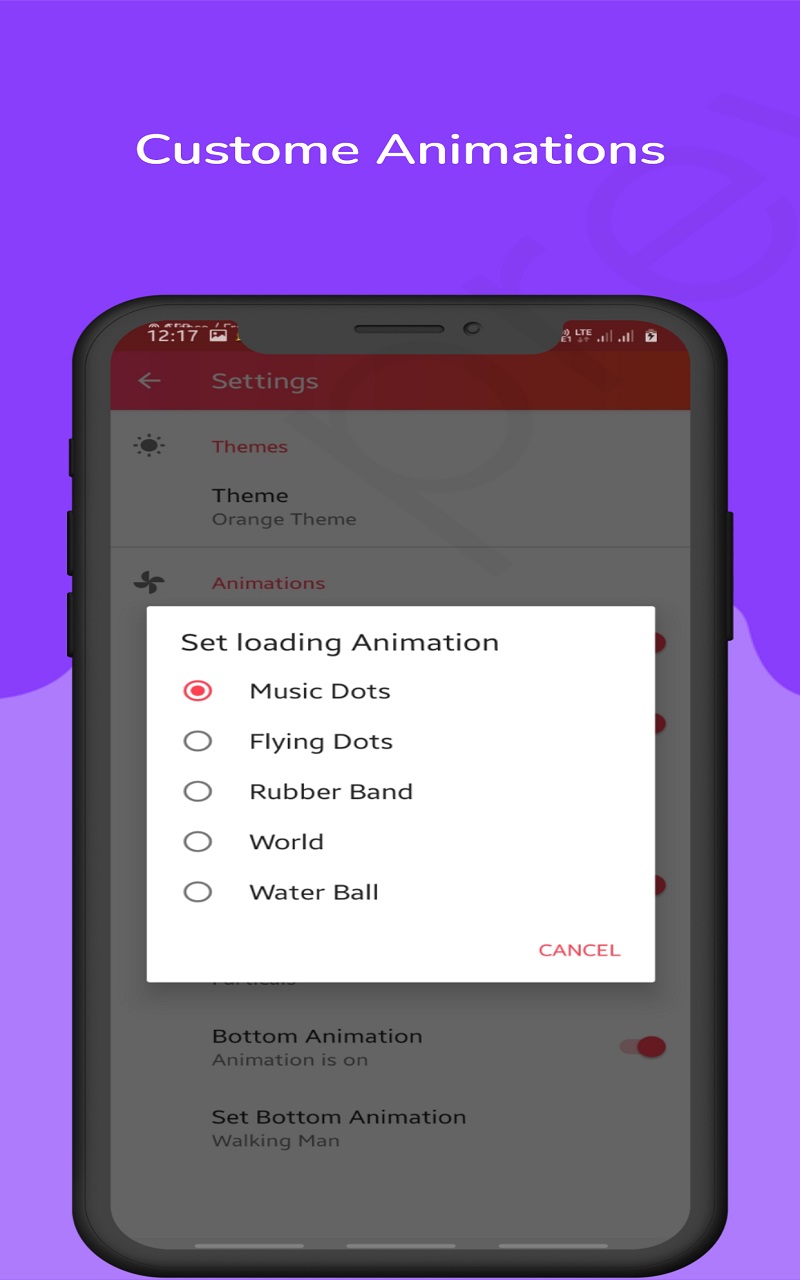 Custome Animations
12:17
LTE
Settings
Themes
Theme
Orange Theme
Animations
Set loading Animation
Music Dots
Flying Dots
Rubber Band
World
Water Ball
CANCEL
Bottom Animation
Animation is on
Set Bottom Animation
Walking Man